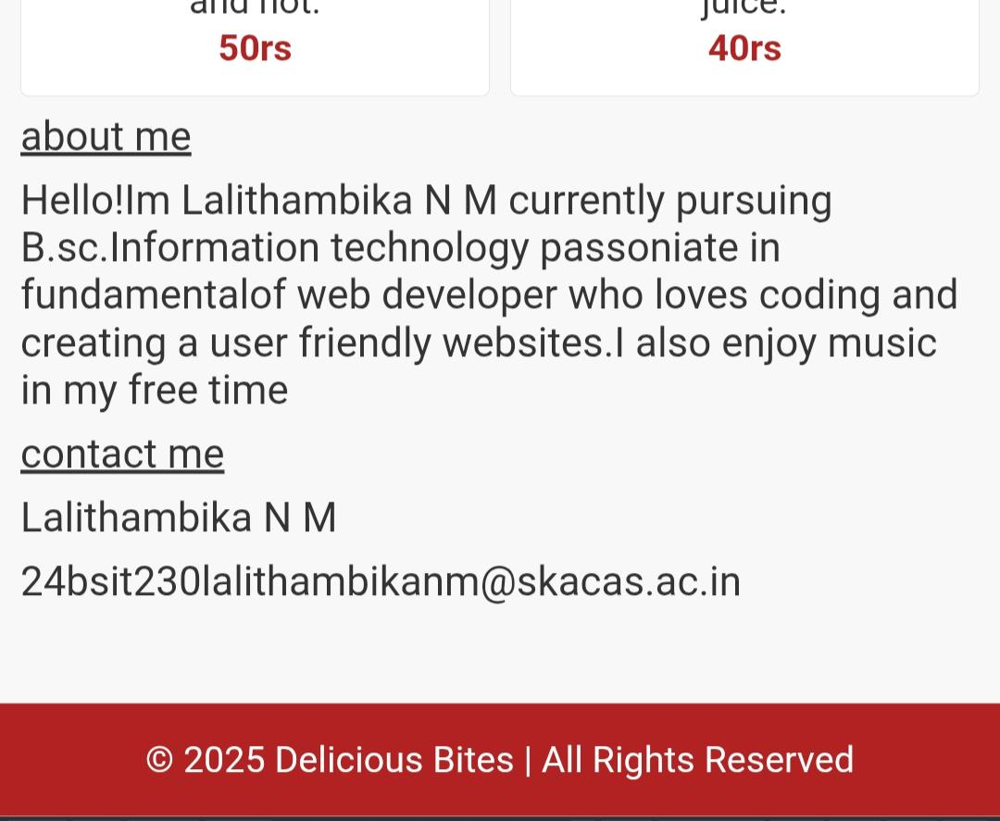 and hot.
juice.
50rs
40rs
about me
Hello!Im Lalithambika N M currently pursuing
B.sc.Information technology passoniate in
fundamentalof web developer who loves coding and
creating a user friendly websites.I also enjoy music
in my free time
contact me
Lalithambika N M
24bsit230lalithambikanm@skacas.ac.in
© 2025 Delicious Bites | All Rights Reserved